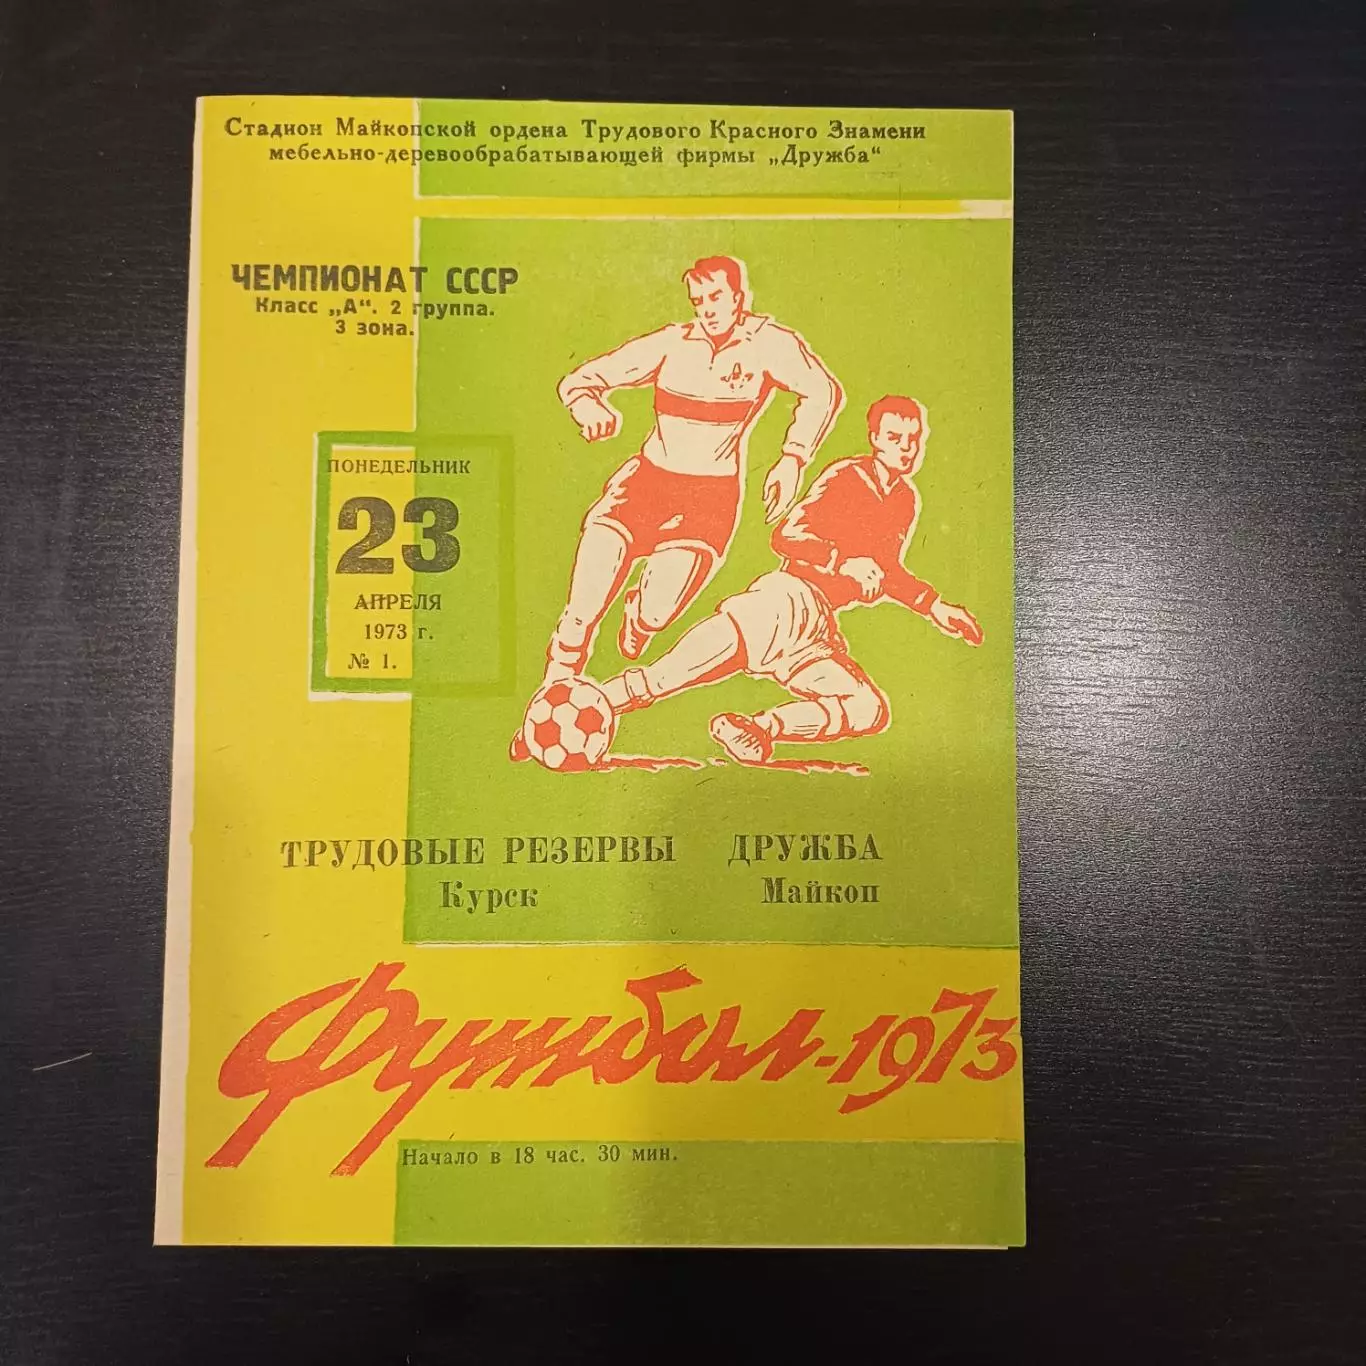 Стадион Майкопской ордена Трудового Красного Знамени
мебельно-деревообрабатывающей фирмы „Дружба“
ЧЕМПИОНАТ СССР
Класс „А“. 2 группа.
3 зона.
ПОНЕДЕЛЬНИК
23
АПРЕЛЯ
1973 г.
№ 1.
ТРУДОВЫЕ РЕЗЕРВЫ ДРУЖБА
Курск Майкоп
Футбол-1973
Начало в 18 час. 30 мин.